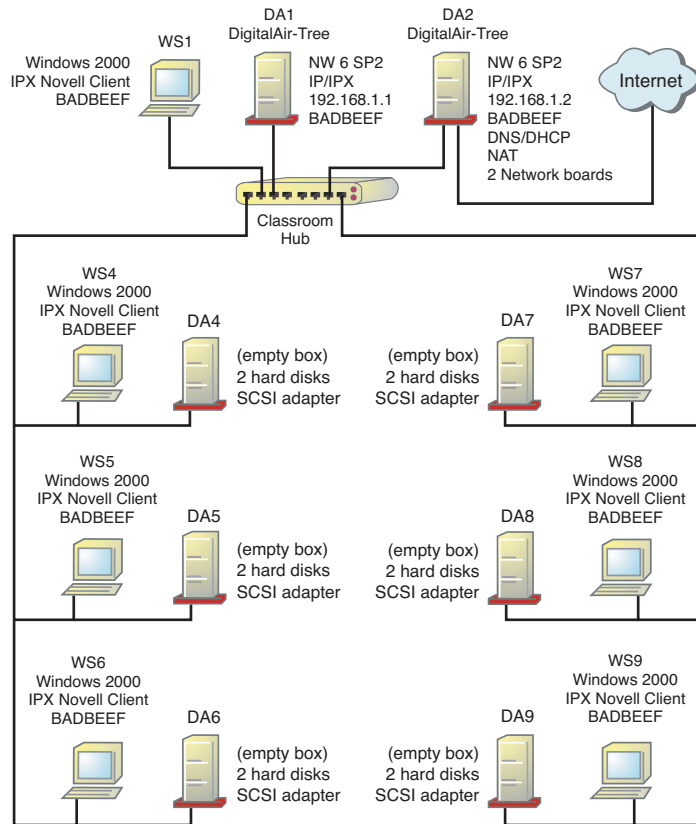 WS1
Windows 2000
IPX Novell Client
BADBEEF
DA1
DigitalAir-Tree
NW 6 SP2
IP/IPX
192.168.1.1
BADBEEF
DA2
DigitalAir-Tree
NW 6 SP2
IP/IPX
192.168.1.2
BADBEEF
DNS/DHCP
NAT
2 Network boards
Internet
Classroom
Hub
WS4
Windows 2000
IPX Novell Client
BADBEEF
DA4
(empty box)
2 hard disks
SCSI adapter
DA7
(empty box)
2 hard disks
SCSI adapter
WS7
Windows 2000
IPX Novell Client
BADBEEF
WS5
Windows 2000
IPX Novell Client
BADBEEF
DA5
(empty box)
2 hard disks
SCSI adapter
DA8
(empty box)
2 hard disks
SCSI adapter
WS8
Windows 2000
IPX Novell Client
BADBEEF
WS6
Windows 2000
IPX Novell Client
BADBEEF
DA6
(empty box)
2 hard disks
SCSI adapter
DA9
(empty box)
2 hard disks
SCSI adapter
WS9
Windows 2000
IPX Novell Client
BADBEEF